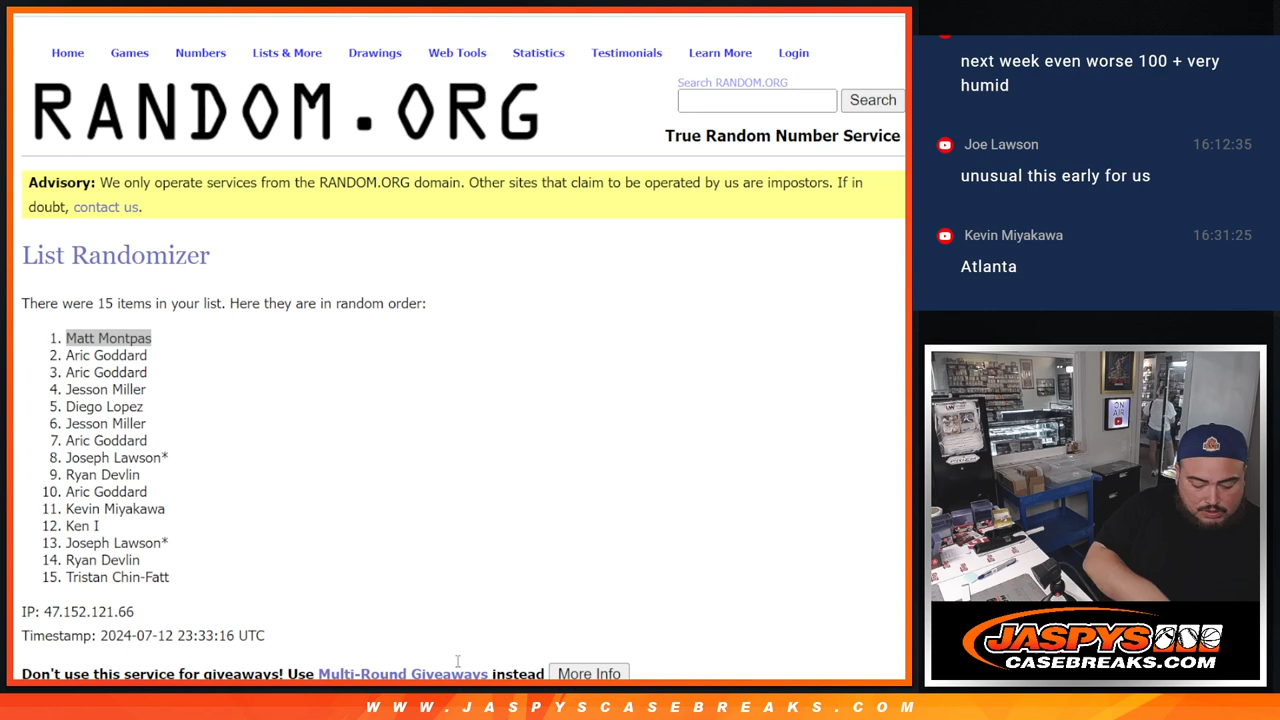 Home Games Numbers Lists & More Drawings Web Tools Statistics Testimonials Learn More Login
RANDOM.ORG
Search RANDOM.ORG
Search
True Random Number Service
Advisory: We only operate services from the RANDOM.ORG domain. Other sites that claim to be operated by us are impostors. If in
doubt, contact us.
List Randomizer
There were 15 items in your list. Here they are in random order:
1. Matt Montpas
2. Aric Goddard
3. Aric Goddard
4. Jesson Miller
5. Diego Lopez
6. Jesson Miller
7. Aric Goddard
8. Joseph Lawson*
9. Ryan Devlin
10. Aric Goddard
11. Kevin Miyakawa
12. Ken I
13. Joseph Lawson*
14. Ryan Devlin
15. Tristan Chin-Fatt
IP: 47.152.121.66
Timestamp: 2024-07-12 23:33:16 UTC
Don't use this service for giveaways! Use Multi-Round Giveaways instead More Info
next week even worse 100 + very
humid
Joe Lawson 16:12:35
unusual this early for us
Kevin Miyakawa 16:31:25
Atlanta
ON
AIR
JASPYS
CASEBREAKS.COM
WWW.JASPYSCASEBREAKS.COM